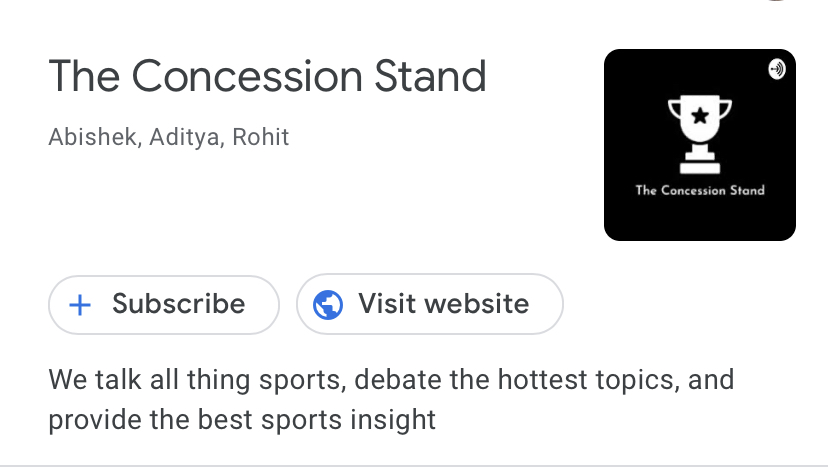 The Concession Stand
Abishek, Aditya, Rohit
The Concession Stand
Subscribe
Visit website
We talk all thing sports, debate the hottest topics, and
provide the best sports insight